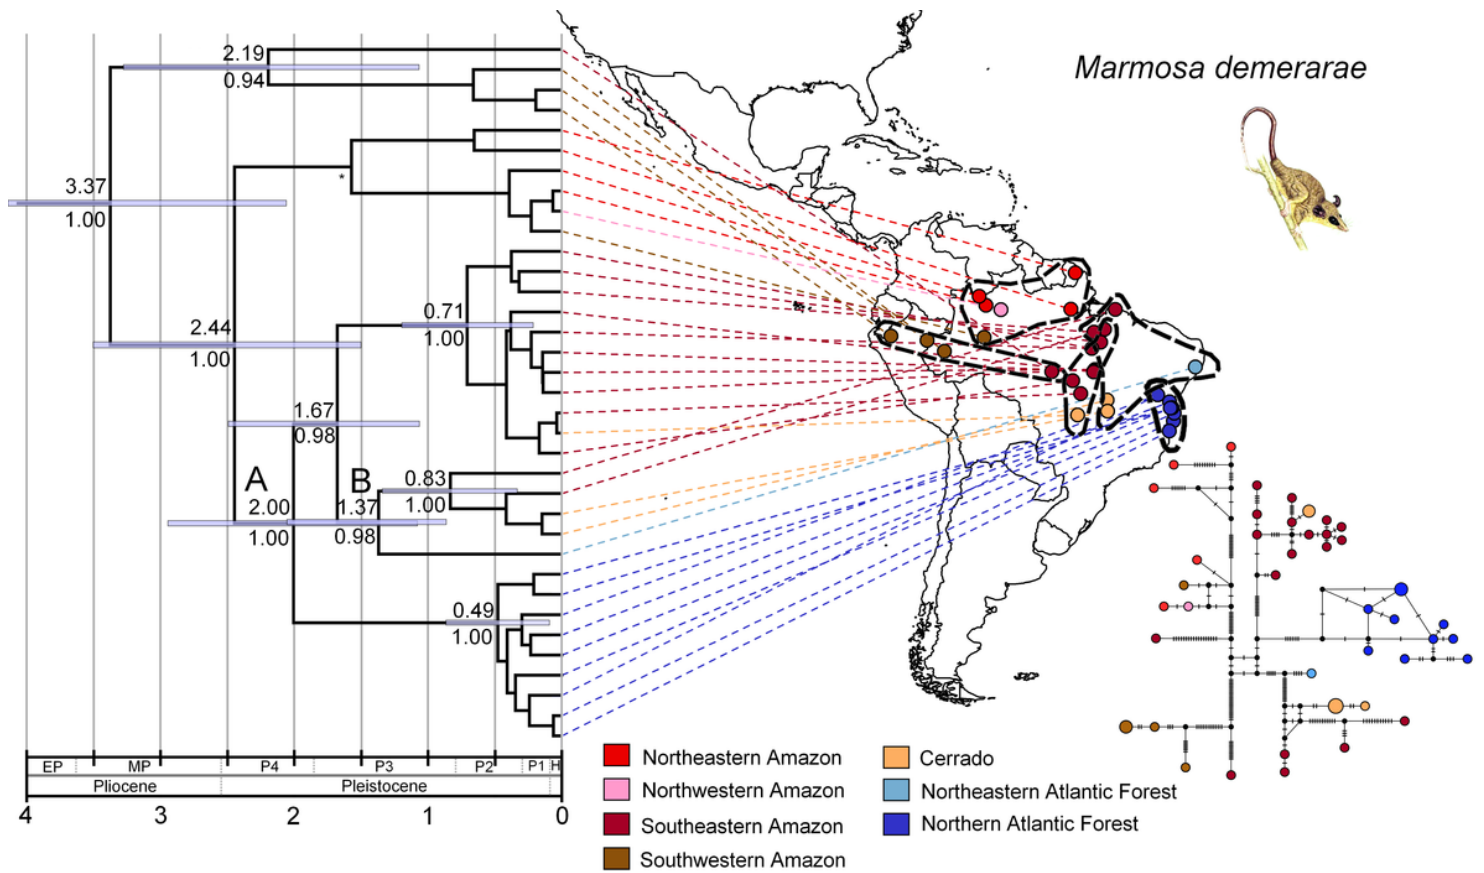 Marmosa demerarae
2.19
0.94
3.37
1.00
*
2.44
1.00
0.71
1.00
1.67
0.98
A
B
0.83
1.00
2.00
1.00
1.37
0.98
0.49
1.00
EP MP P4 P3 P2 P1 H
Pliocene Pleistocene
4 3 2 1 0
Northeastern Amazon
Northwestern Amazon
Southeastern Amazon
Southwestern Amazon
Cerrado
Northeastern Atlantic Forest
Northern Atlantic Forest